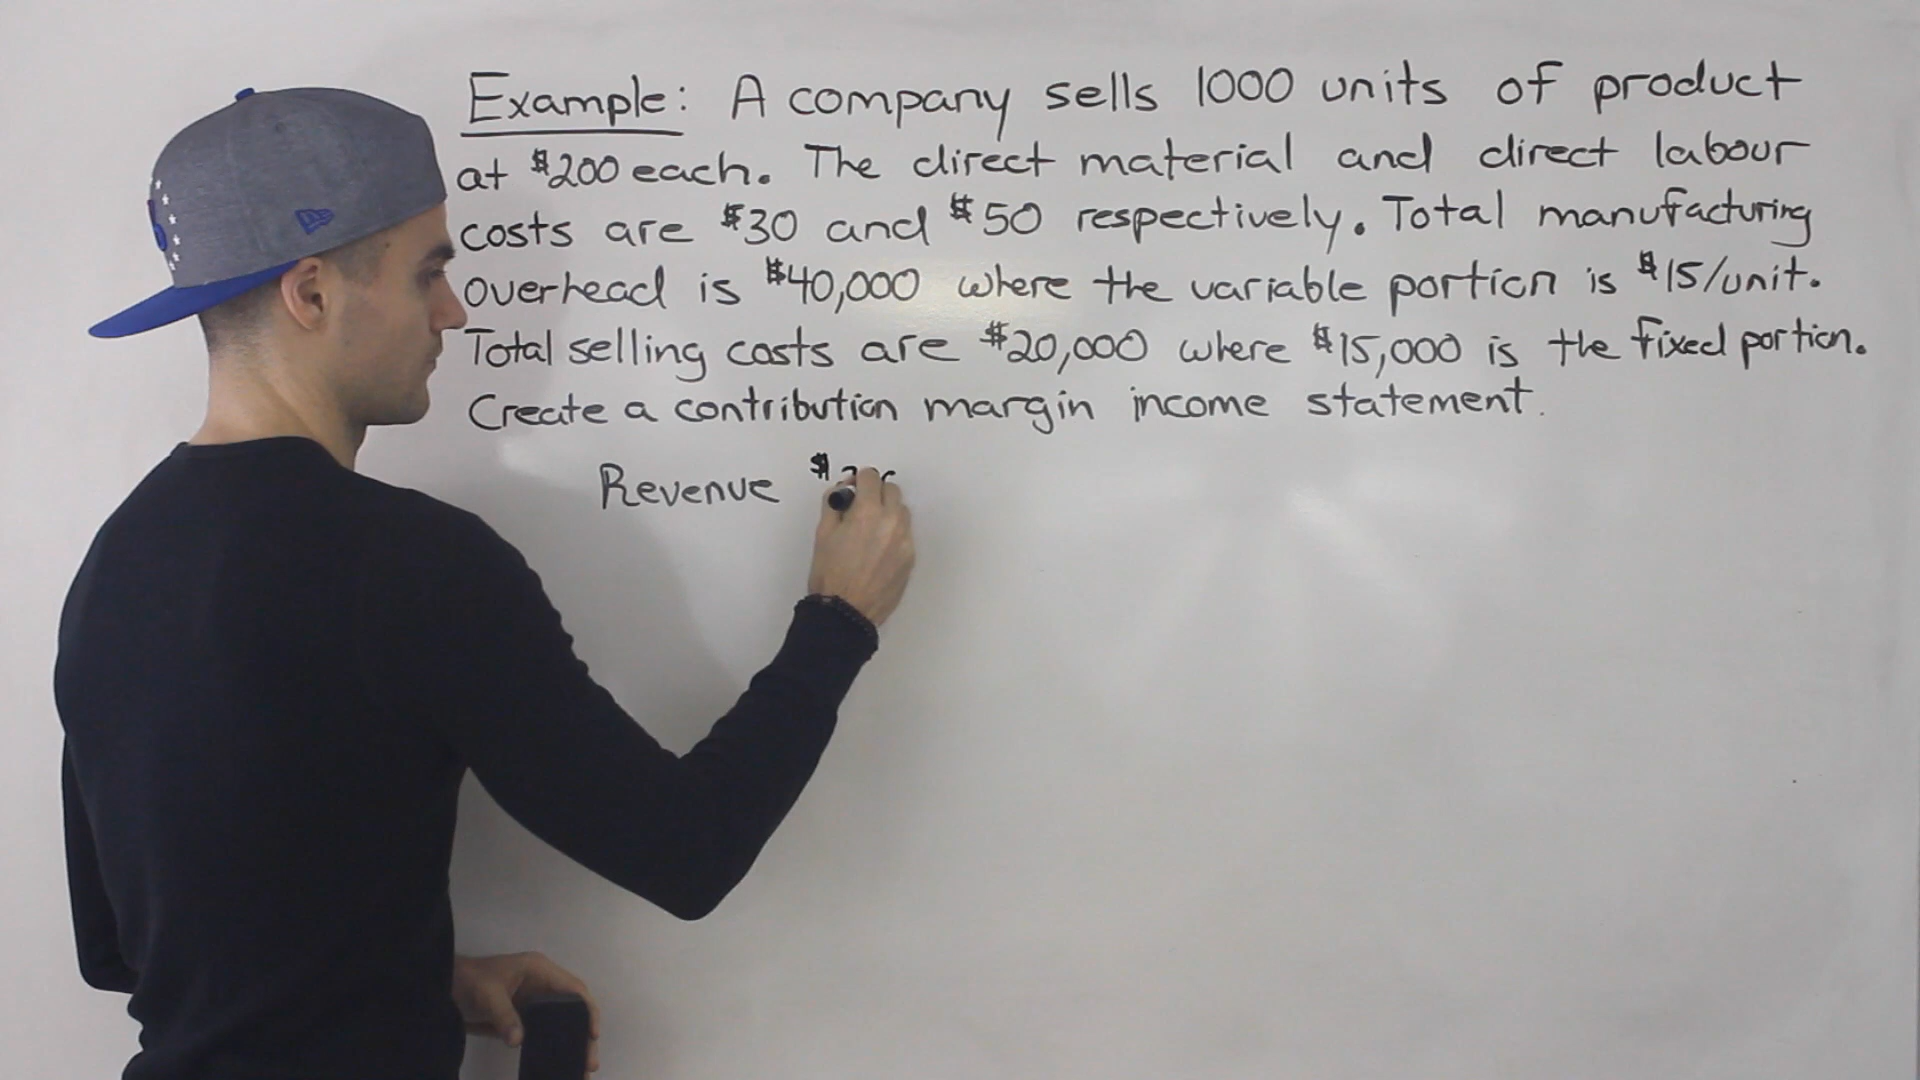 Example: A company sells 1000 units of product
at $200 each. The direct material and direct labour
costs are $30 and $50 respectively. Total manufacturing
overhead is $40,000 where the variable portion is $15/unit.
Total selling costs are $20,000 where $15,000 is the fixed portion.
Create a contribution margin income statement.
Revenue $